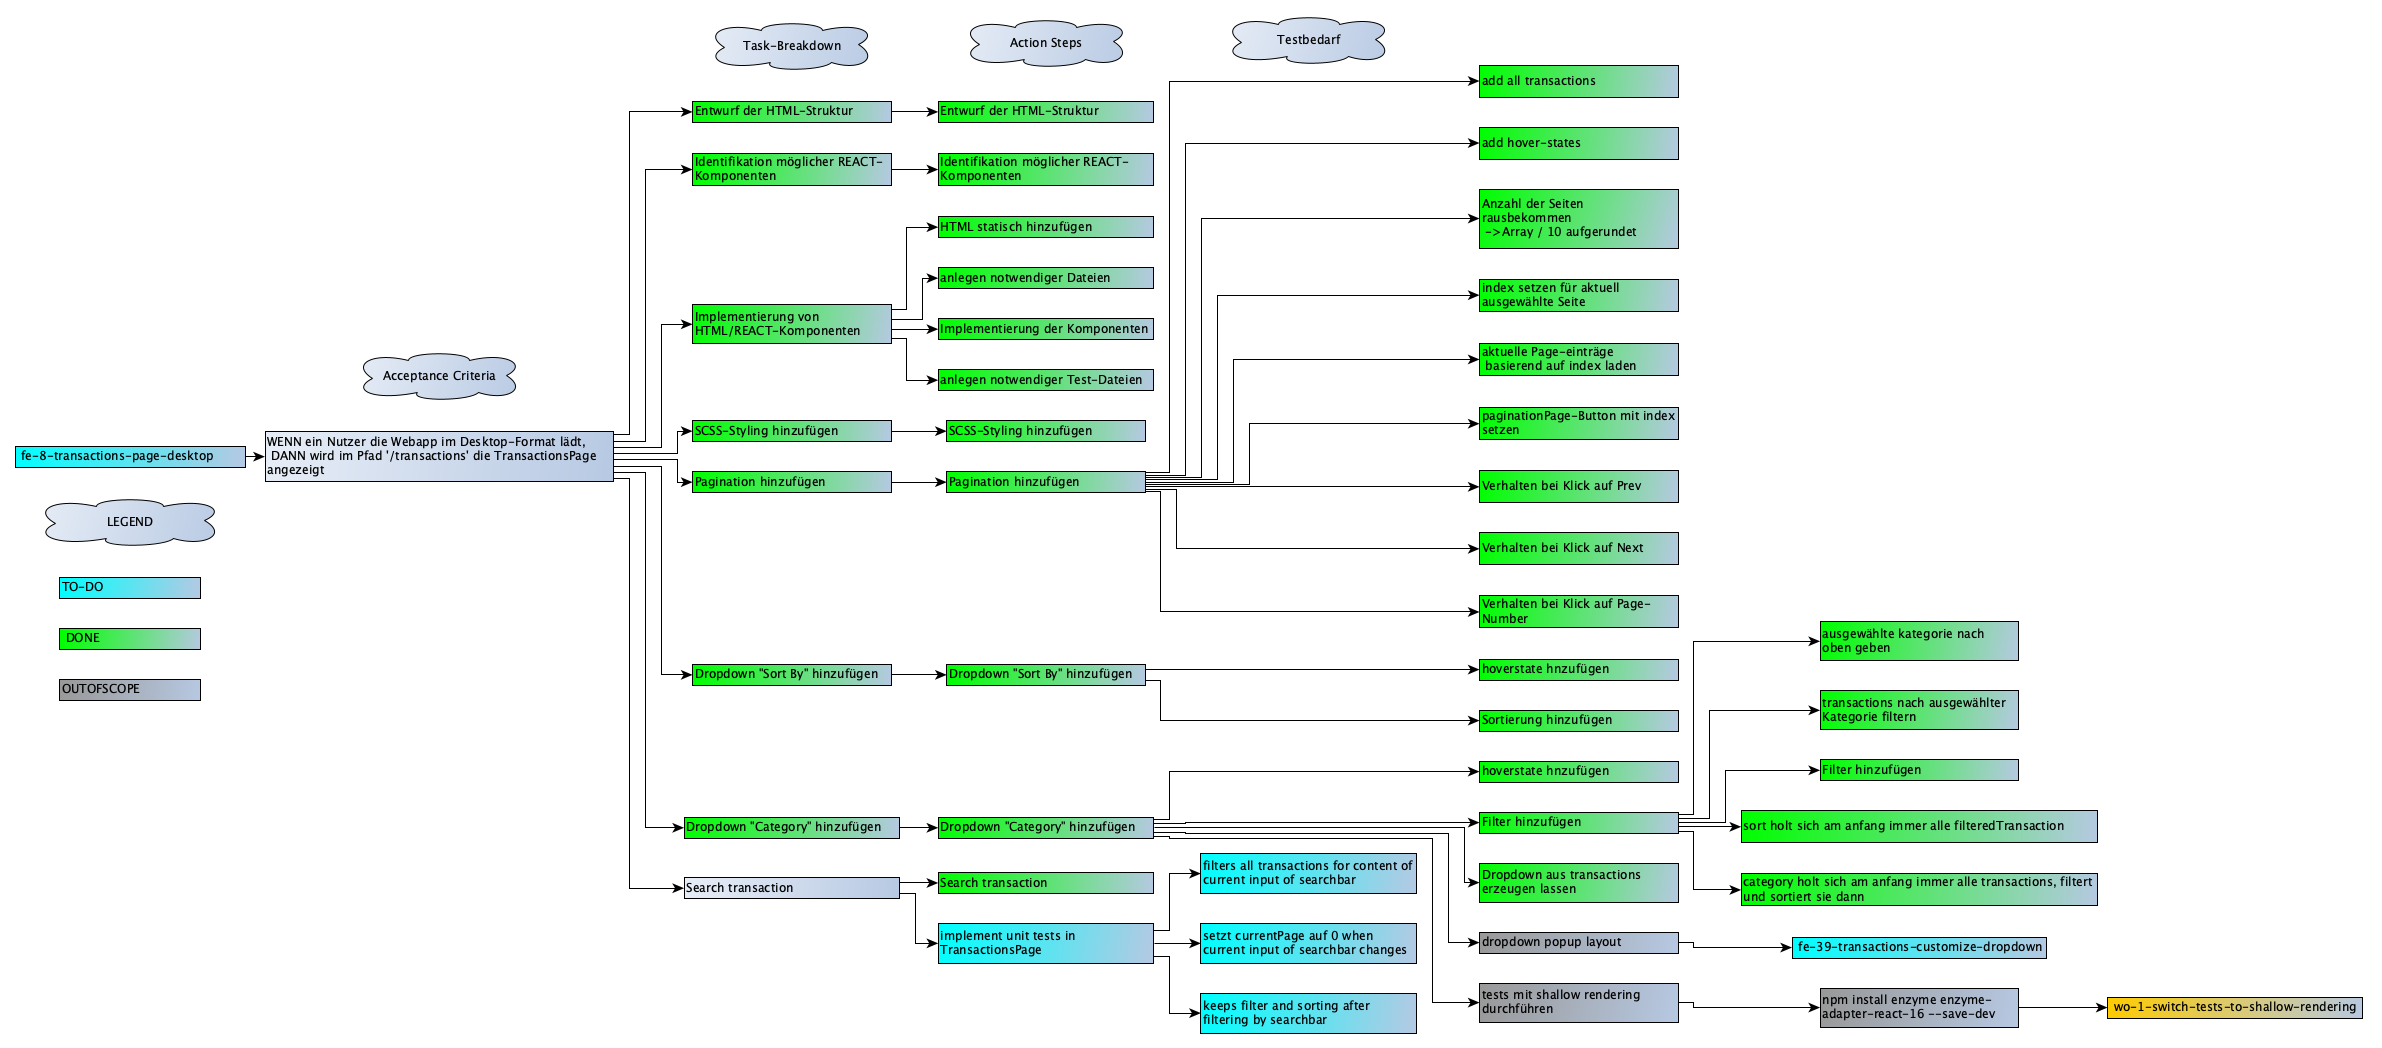 Task-Breakdown
Action Steps
Testbedarf
add all transactions
Entwurf der HTML-Struktur
Entwurf der HTML-Struktur
add hover-states
Identifikation möglicher REACT-
Komponenten
Identifikation möglicher REACT-
Komponenten
Anzahl der Seiten
rausbekommen
->Array / 10 aufgerundet
HTML statisch hinzufügen
anlegen notwendiger Dateien
index setzen für aktuell
ausgewählte Seite
Implementierung von
HTML/REACT-Komponenten
Implementierung der Komponenten
aktuelle Page-einträge
basierend auf index laden
Acceptance Criteria
anlegen notwendiger Test-Dateien
paginationPage-Button mit index
setzen
SCSS-Styling hinzufügen
SCSS-Styling hinzufügen
fe-8-transactions-page-desktop
WENN ein Nutzer die Webapp im Desktop-Format lädt,
DANN wird im Pfad '/transactions' die TransactionsPage
angezeigt
Pagination hinzufügen
Pagination hinzufügen
Verhalten bei Klick auf Prev
LEGEND
Verhalten bei Klick auf Next
TO-DO
Verhalten bei Klick auf Page-
Number
DONE
ausgewählte kategorie nach
oben geben
Dropdown "Sort By" hinzufügen
Dropdown "Sort By" hinzufügen
hoverstate hnzufügen
OUTOFSCOPE
transactions nach ausgewählter
Kategorie filtern
Sortierung hinzufügen
hoverstate hnzufügen
Filter hinzufügen
Dropdown "Category" hinzufügen
Dropdown "Category" hinzufügen
Filter hinzufügen
sort holt sich am anfang immer alle filteredTransaction
Search transaction
Search transaction
filters all transactions for content of
current input of searchbar
Dropdown aus transactions
erzeugen lassen
category holt sich am anfang immer alle transactions, filtert
und sortiert sie dann
implement unit tests in
TransactionsPage
setzt currentPage auf 0 when
current input of searchbar changes
dropdown popup layout
fe-39-transactions-customize-dropdown
keeps filter and sorting after
filtering by searchbar
tests mit shallow rendering
durchführen
npm install enzyme enzyme-
adapter-react-16 --save-dev
wo-1-switch-tests-to-shallow-rendering